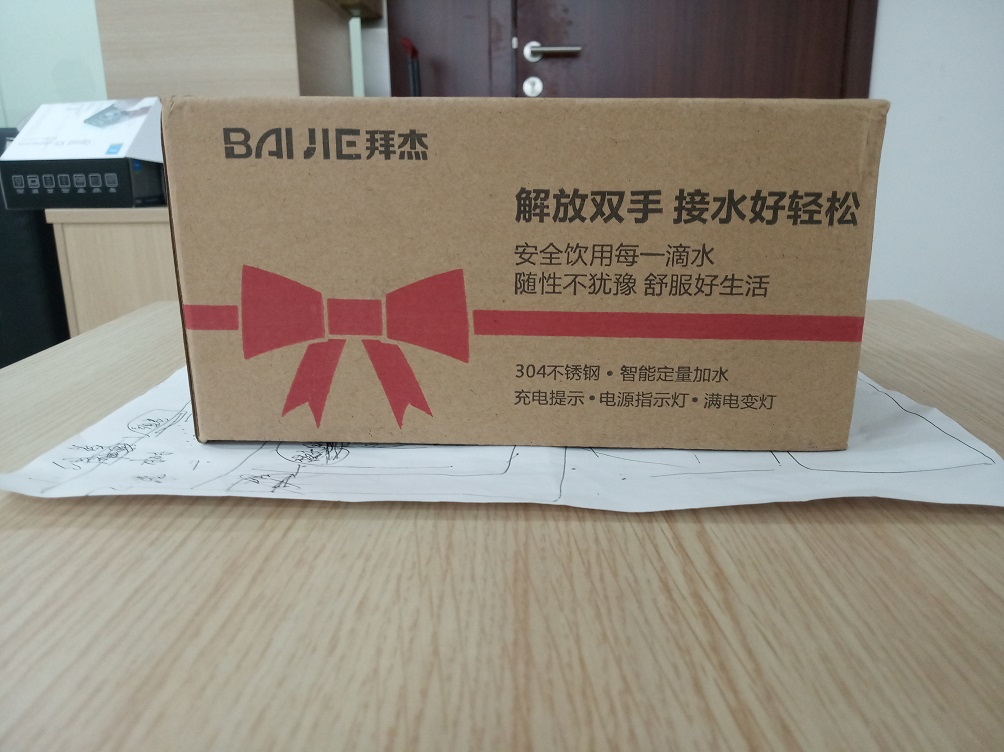 BAIJIE拜杰
解放双手 接水好轻松
安全饮用每一滴水
随性不犹豫 舒服好生活
304不锈钢•智能定量加水
充电提示•电源指示灯•满电变灯